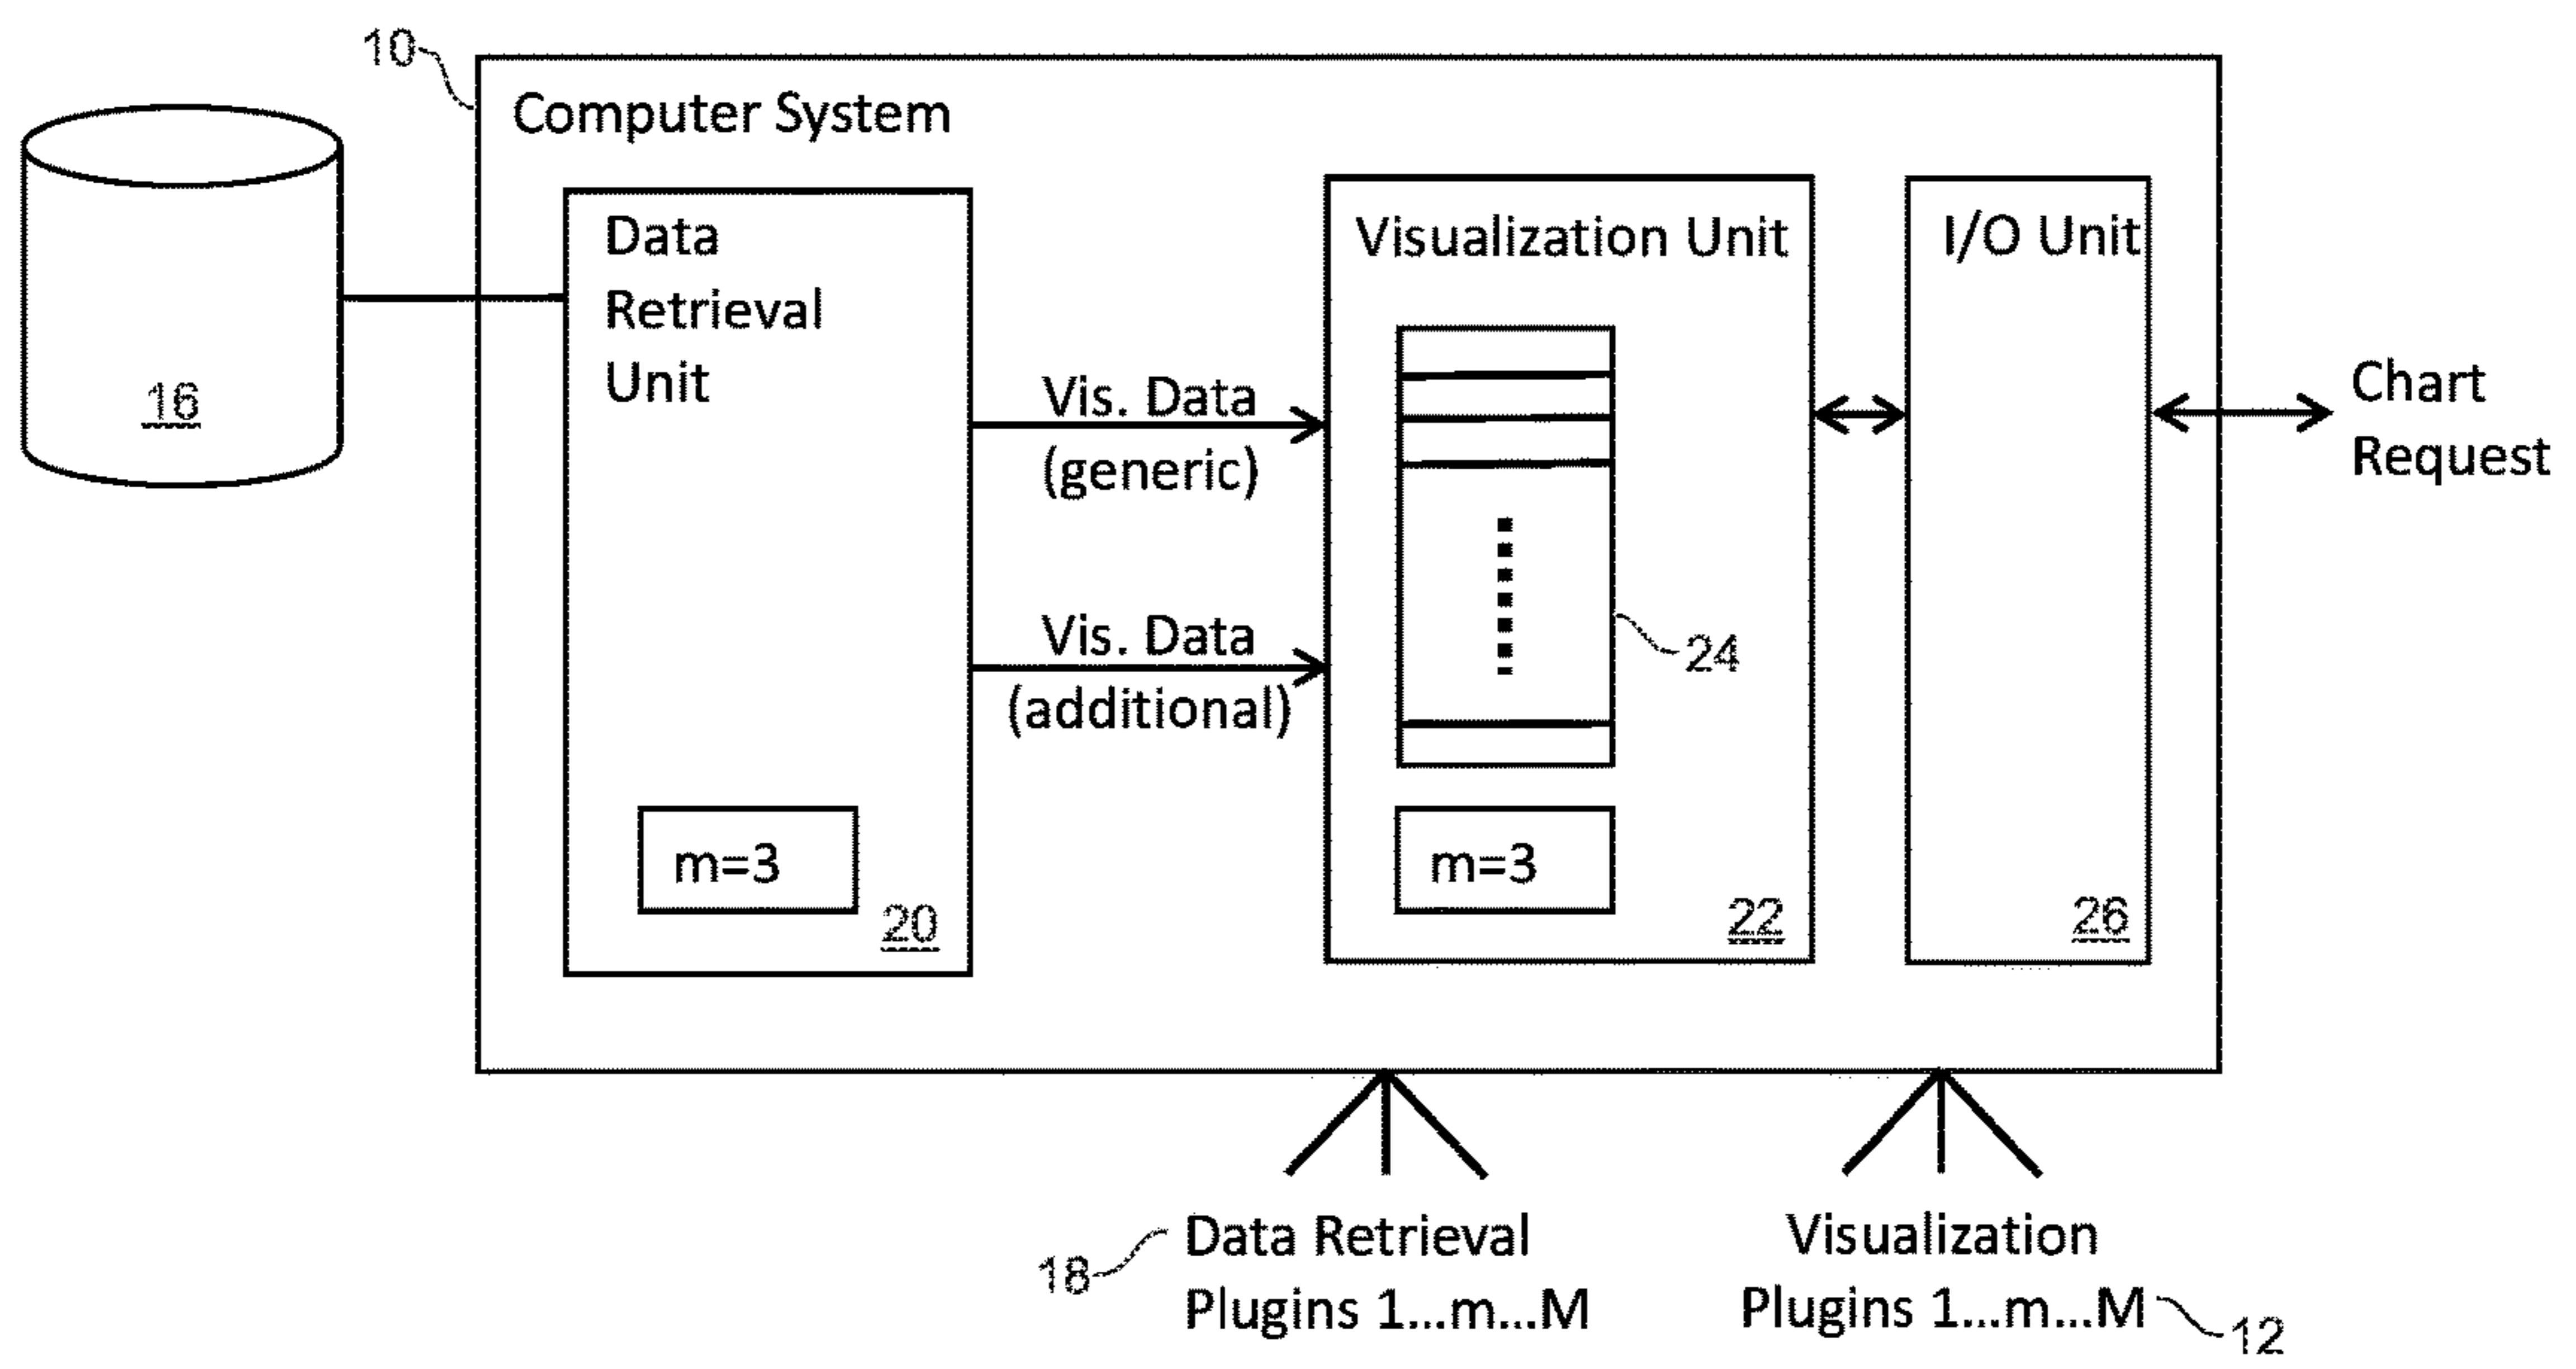 10
Computer System
16
Data
Retrieval
Unit
m=3
20
Vis. Data
(generic)
Vis. Data
(additional)
Visualization Unit
24
m=3
22
I/O Unit
26
Chart
Request
18
Data Retrieval
Plugins 1...m...M
Visualization
Plugins 1...m...M
12